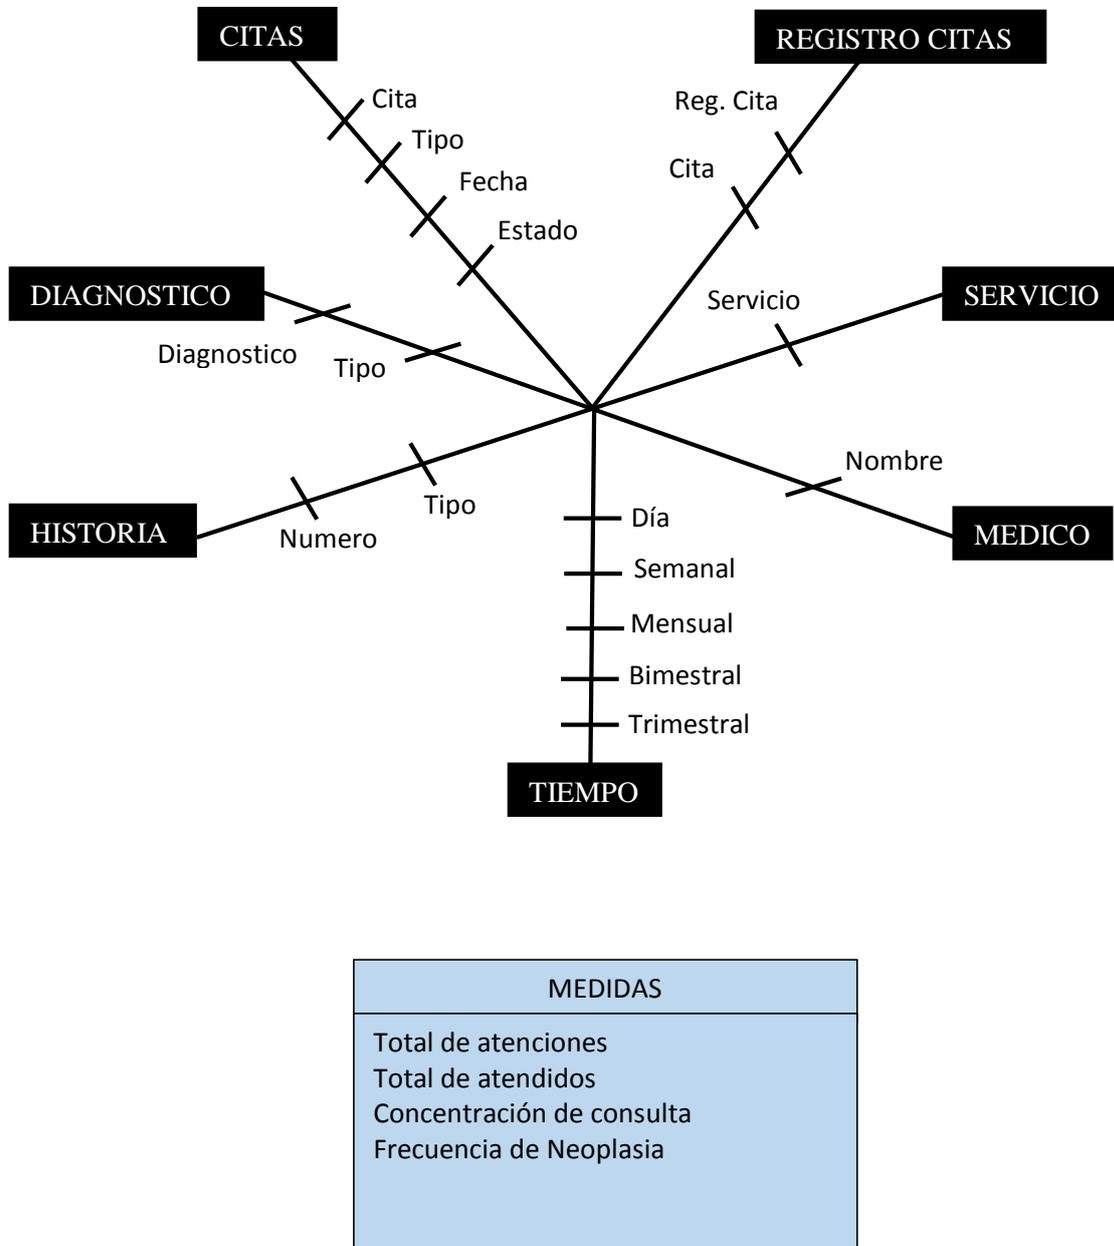 CITAS
REGISTRO CITAS
Cita
Reg. Cita
Tipo
Cita
Fecha
Estado
DIAGNOSTICO
SERVICIO
Servicio
Diagnostico
Tipo
Nombre
Tipo
Numero
HISTORIA
MEDICO
Día
Semanal
Mensual
Bimestral
Trimestral
TIEMPO
MEDIDAS
Total de atenciones
Total de atendidos
Concentración de consulta
Frecuencia de Neoplasia